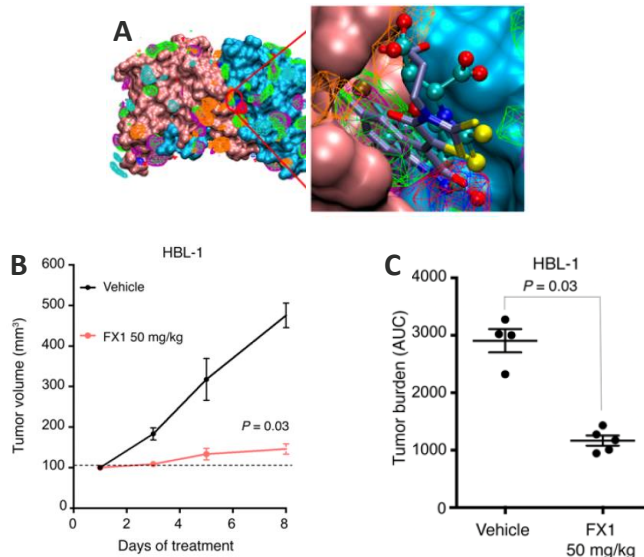 A
B
HBL-1
Tumor volume (mm³)
600
500
400
300
200
100
0
Vehicle
FX1 50 mg/kg
P = 0.03
0
2
4
6
8
Days of treatment
C
HBL-1
P = 0.03
Tumor burden (AUC)
4000
3000
2000
1000
0
Vehicle
FX1
50 mg/kg